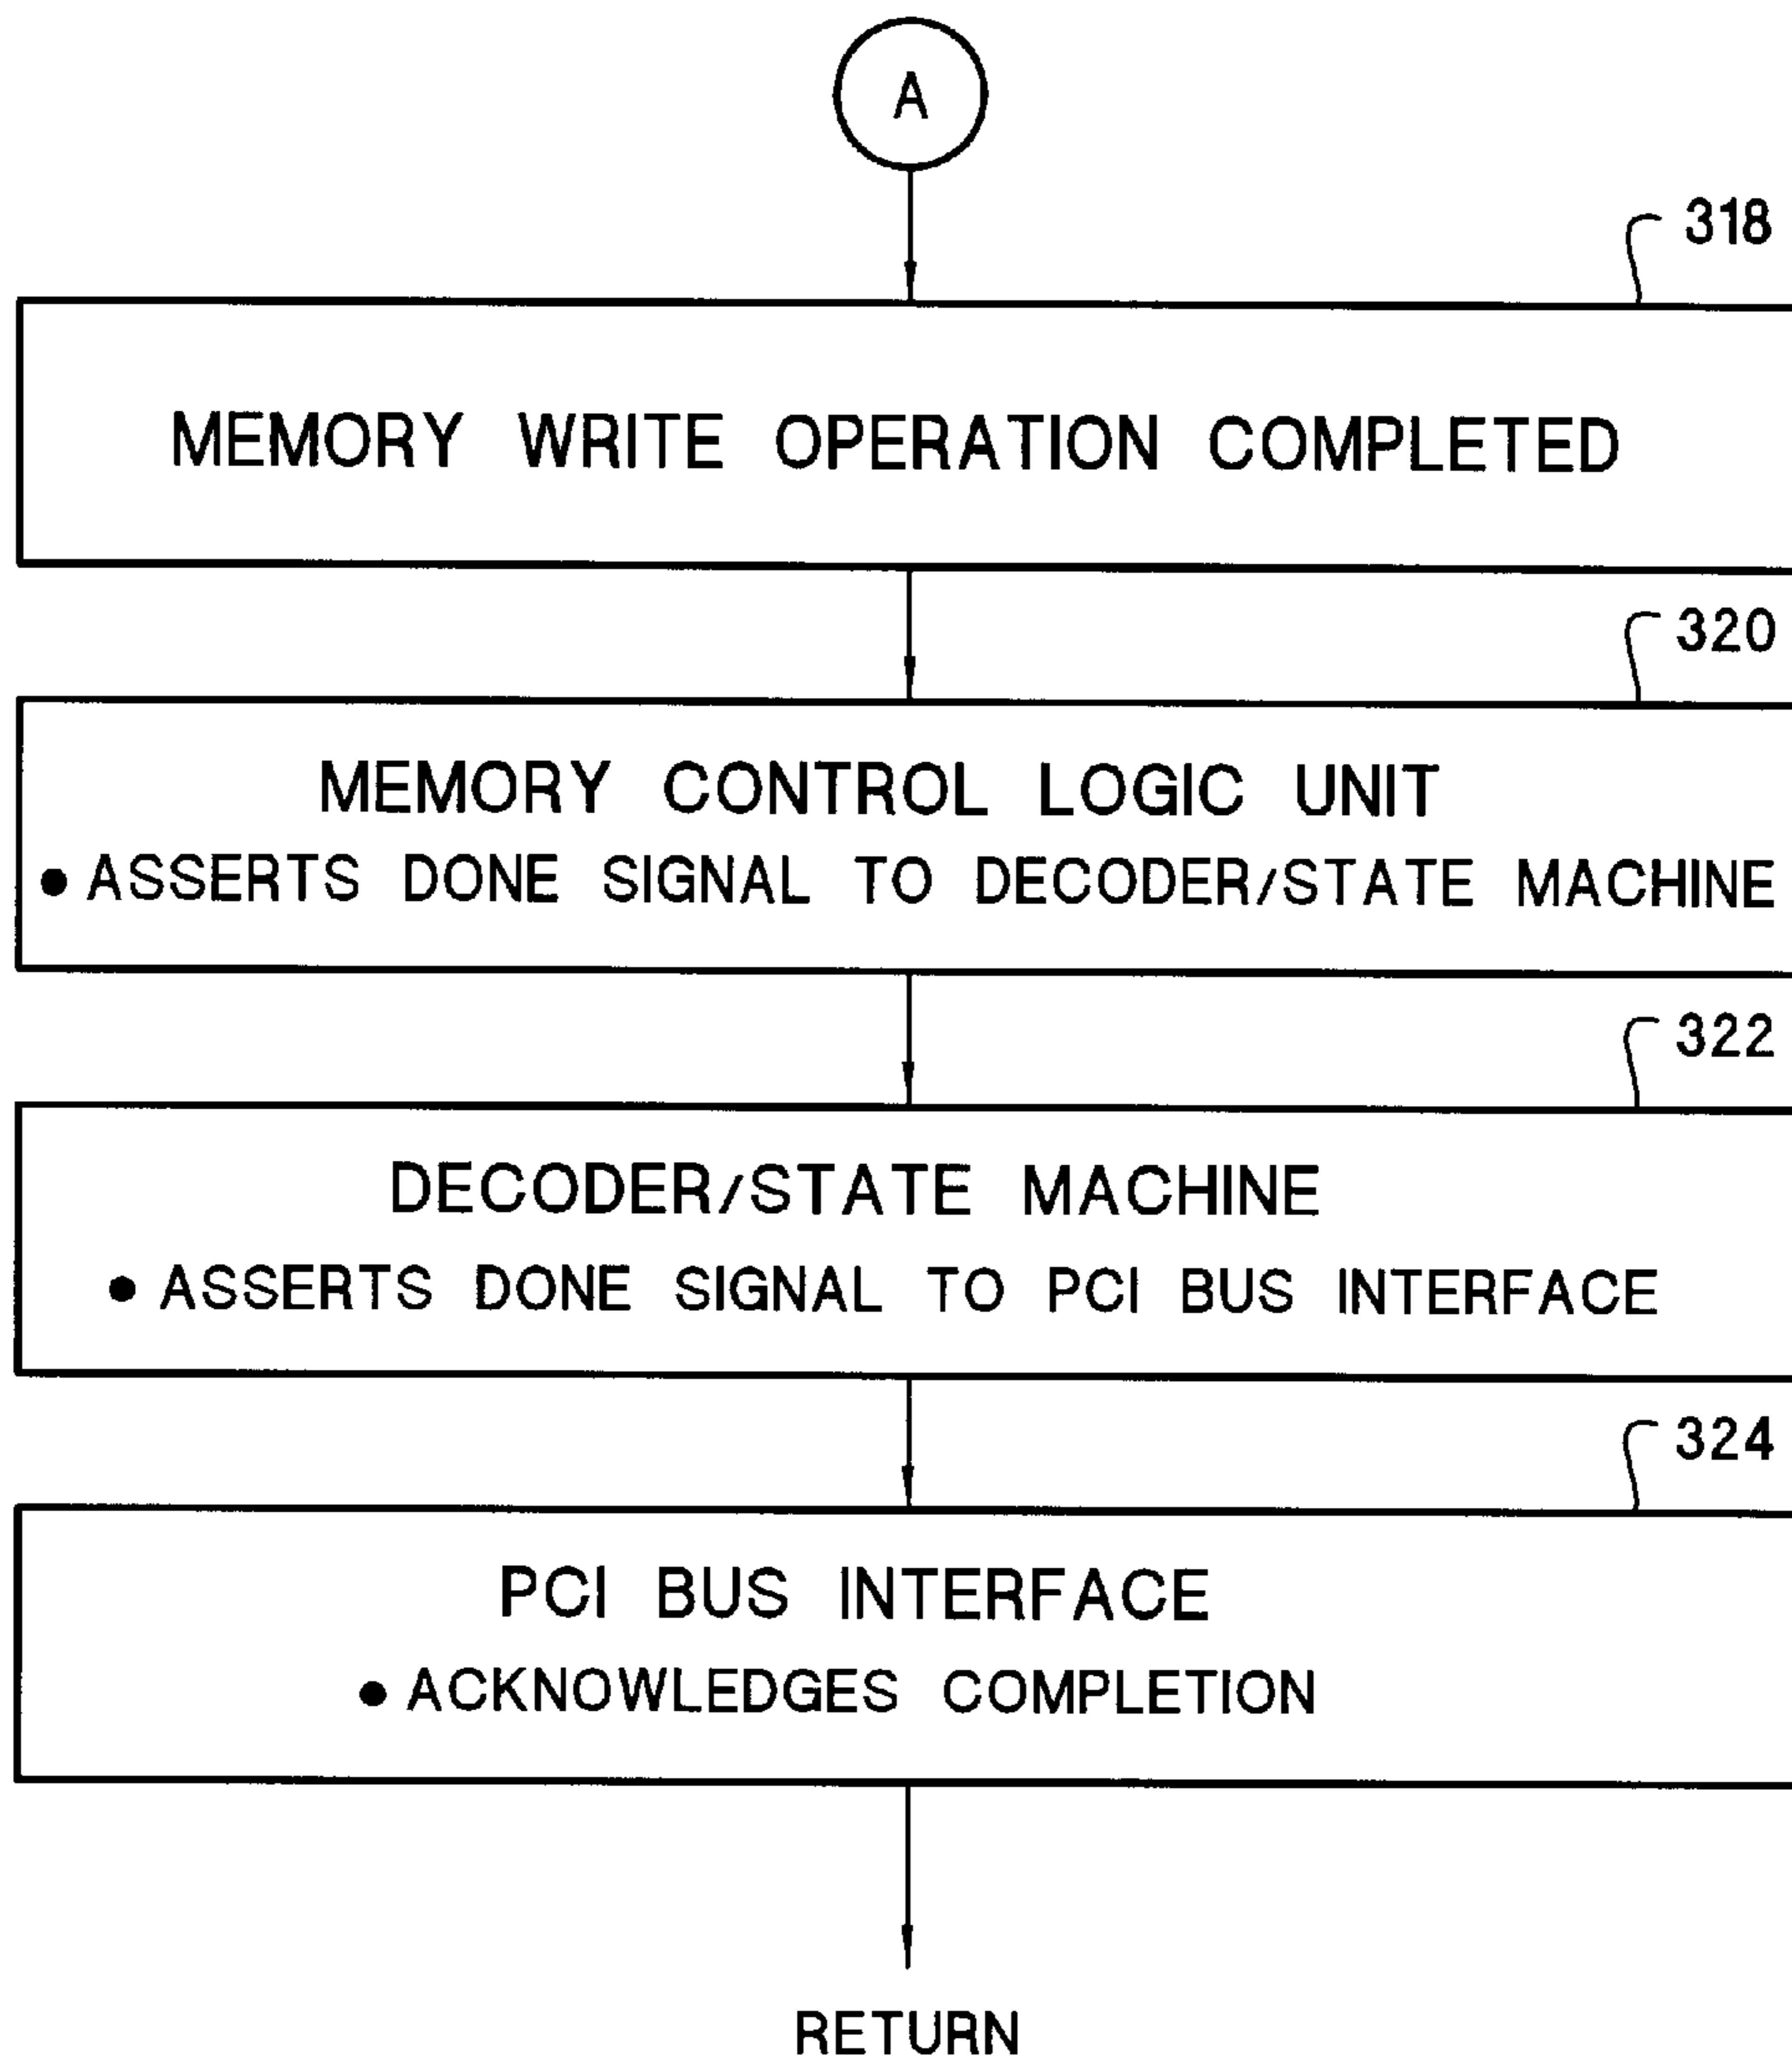 A
318
MEMORY WRITE OPERATION COMPLETED
320
MEMORY CONTROL LOGIC UNIT
● ASSERTS DONE SIGNAL TO DECODER/STATE MACHINE
322
DECODER/STATE MACHINE
● ASSERTS DONE SIGNAL TO PCI BUS INTERFACE
324
PCI BUS INTERFACE
● ACKNOWLEDGES COMPLETION
RETURN